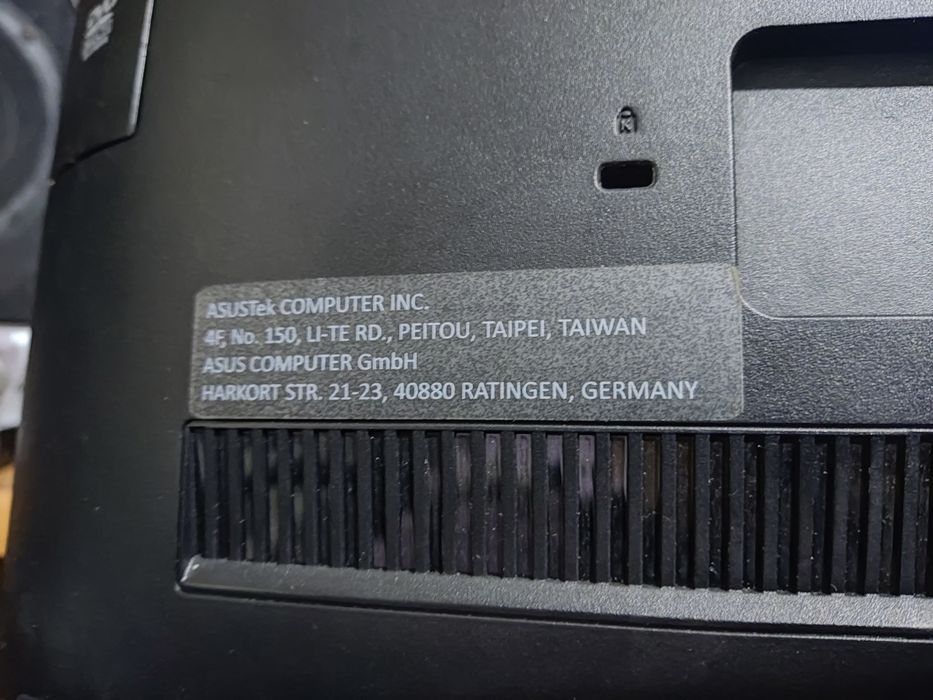 ASUSTek COMPUTER INC.
4F, No. 150, LI-TE RD., PEITOU, TAIPEI, TAIWAN
ASUS COMPUTER GmbH
HARKORT STR. 21-23, 40880 RATINGEN, GERMANY